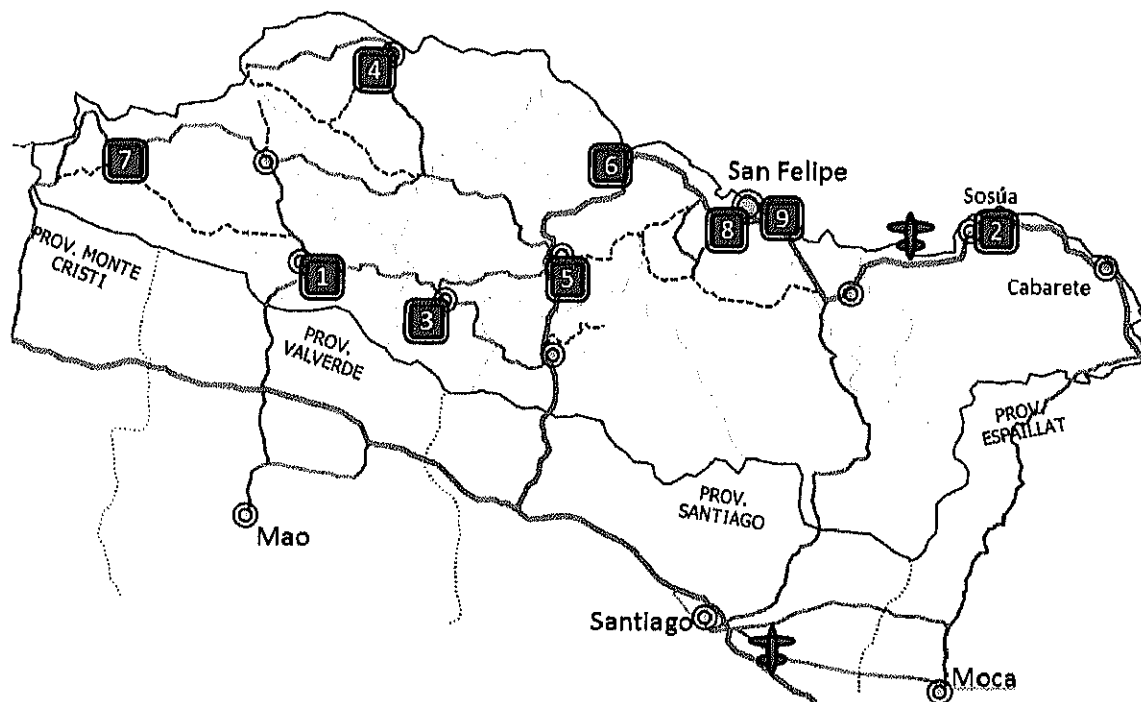 4
7
6
San Felipe
8
9
Sosúa
2
1
5
Cabarete
PROV. MONTE
CRISTI
3
PROV.
VALVERDE
PROV.
ESPAILLAT
PROV.
SANTIAGO
Mao
Santiago
Moca